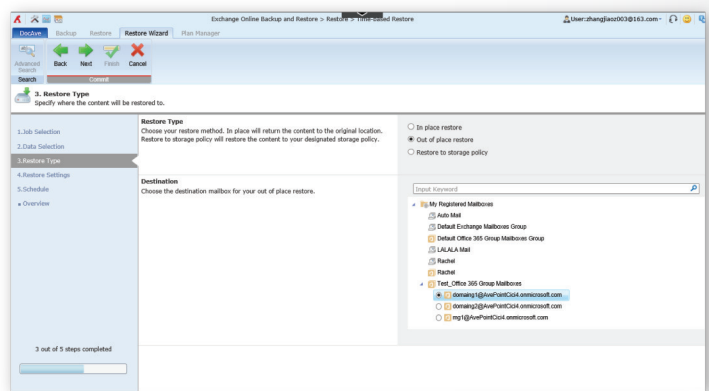 Exchange Online Backup and Restore > Restore > Time-based Restore
User:zhangjiaoz003@163.com
DocAve Backup Restore Restore Wizard Plan Manager
Advanced Search Back Next Finish Cancel
Search Commit
3. Restore Type
Specify where the content will be restored to.
1.Job Selection
2.Data Selection
3.Restore Type
4.Restore Settings
5.Schedule
Overview
3 out of 5 steps completed
Restore Type
Choose your restore method. In place will return the content to the original location.
Restore to storage policy will restore the content to your designated storage policy.
In place restore
Out of place restore
Restore to storage policy
Destination
Choose the destination mailbox for your out of place restore.
Input Keyword
My Registered Mailboxes
Auto Mail
Default Exchange Mailboxes Group
Default Office 365 Group Mailboxes Group
LALALA Mail
Rachel
Rachel
Test_Office 365 Group Mailboxes
domaing1@AvePointCici4.onmicrosoft.com
domaing2@AvePointCici4.onmicrosoft.com
mg1@AvePointCici4.onmicrosoft.com